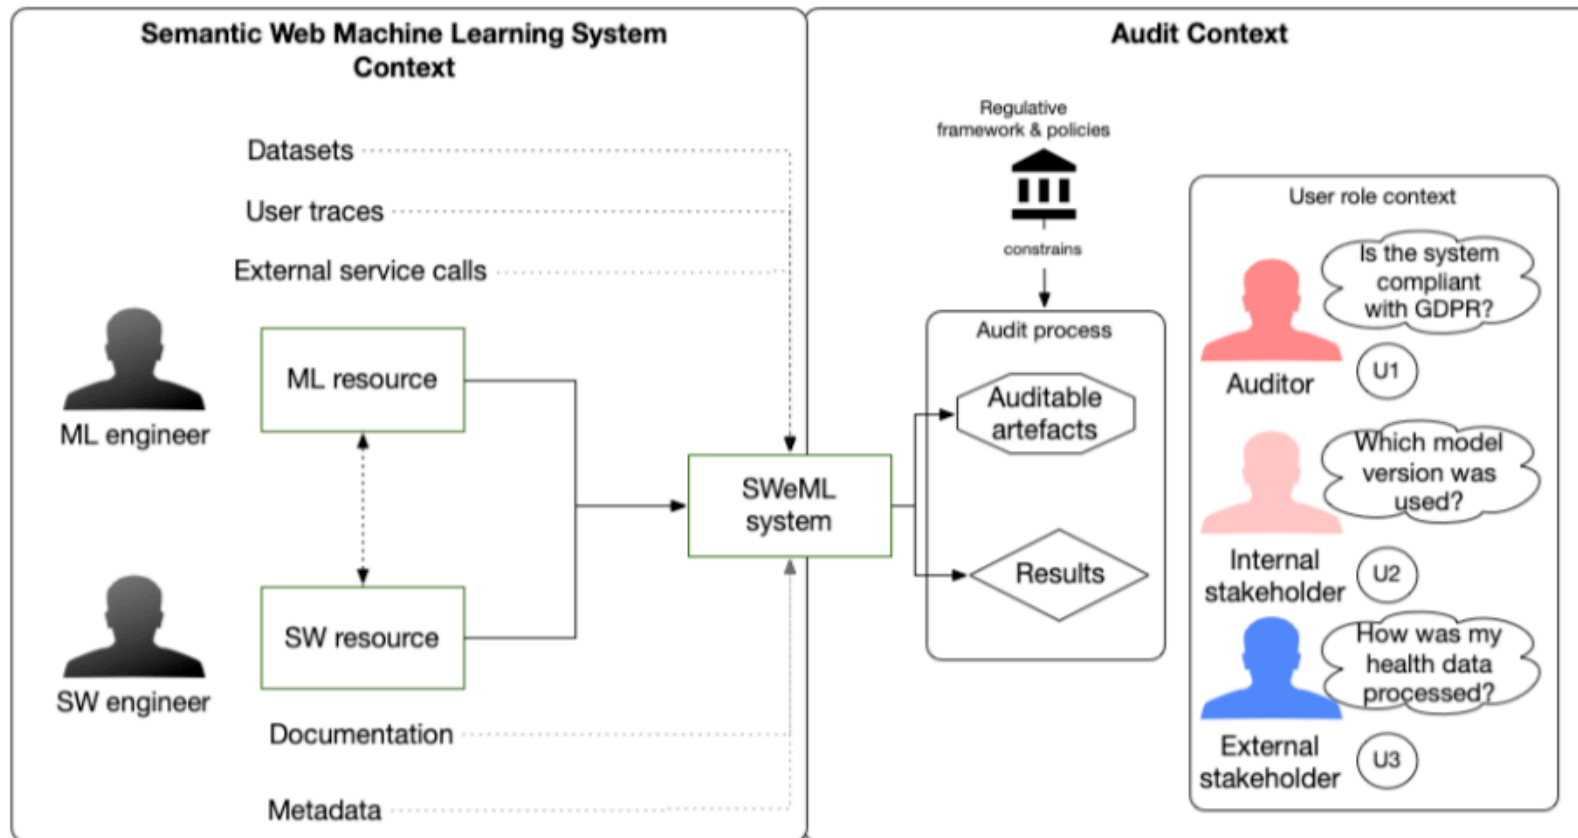 Semantic Web Machine Learning System
Context
Datasets
User traces
External service calls
ML engineer
ML resource
SW engineer
SW resource
SWeML
system
Documentation
Metadata
Audit Context
Regulative
framework & policies
constrains
Audit process
Auditable
artefacts
Results
User role context
Is the system
compliant
with GDPR?
Auditor
U1
Which model
version was
used?
Internal
stakeholder
U2
How was my
health data
processed?
External
stakeholder
U3